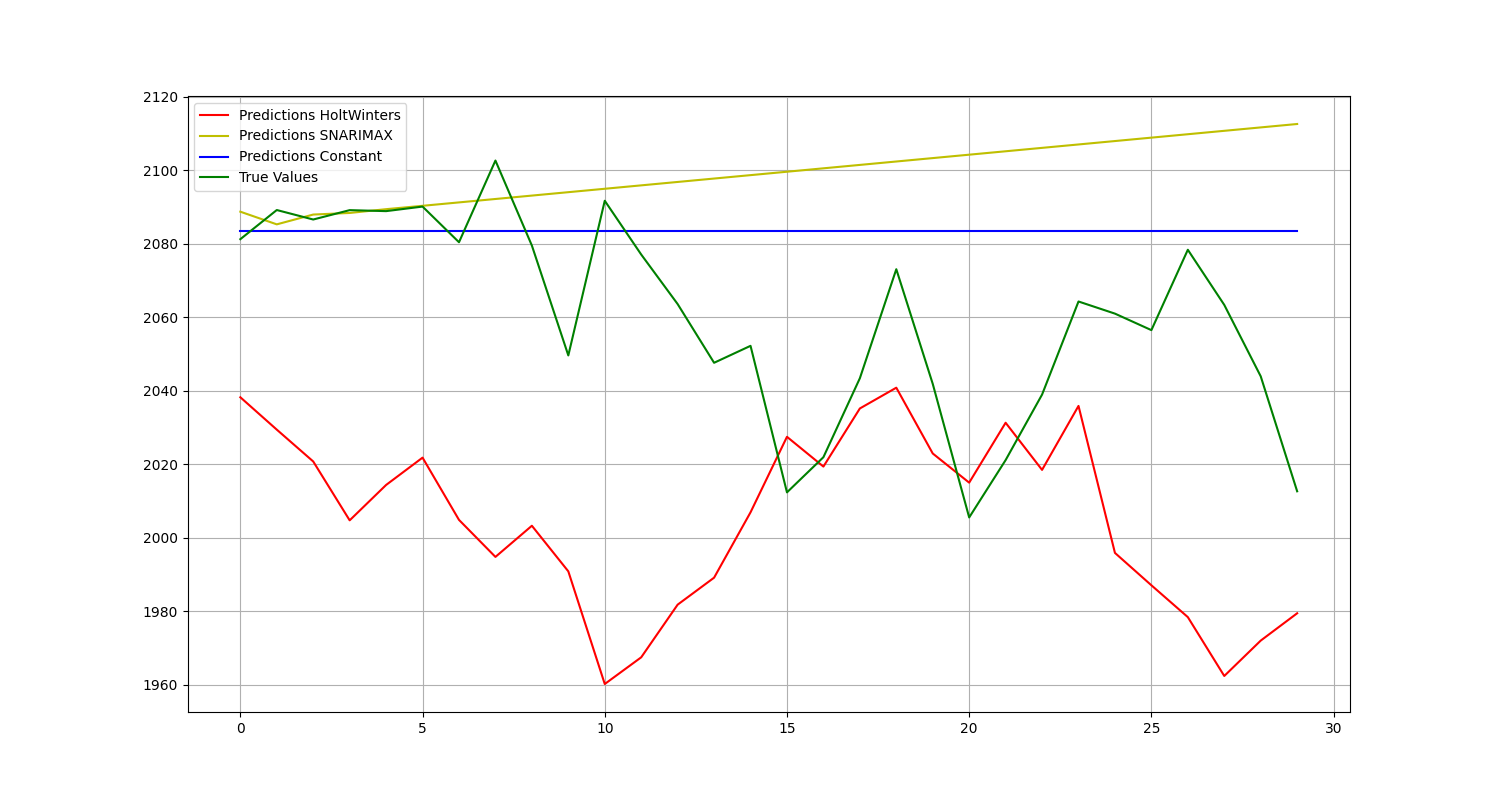 Predictions HoltWinters
Predictions SNARIMAX
Predictions Constant
True Values
2120
2100
2080
2060
2040
2020
2000
1980
1960
0 5 10 15 20 25 30